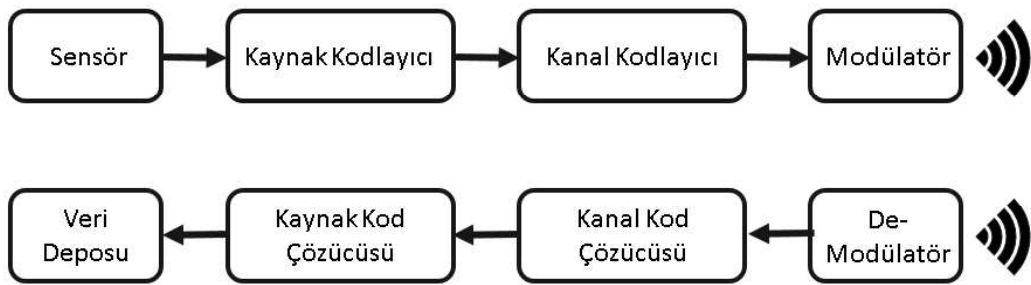 Sensör
Kaynak Kodlayıcı
Kanal Kodlayıcı
Modülatör
Veri
Deposu
Kaynak Kod
Çözücüsü
Kanal Kod
Çözücüsü
De-
Modülatör